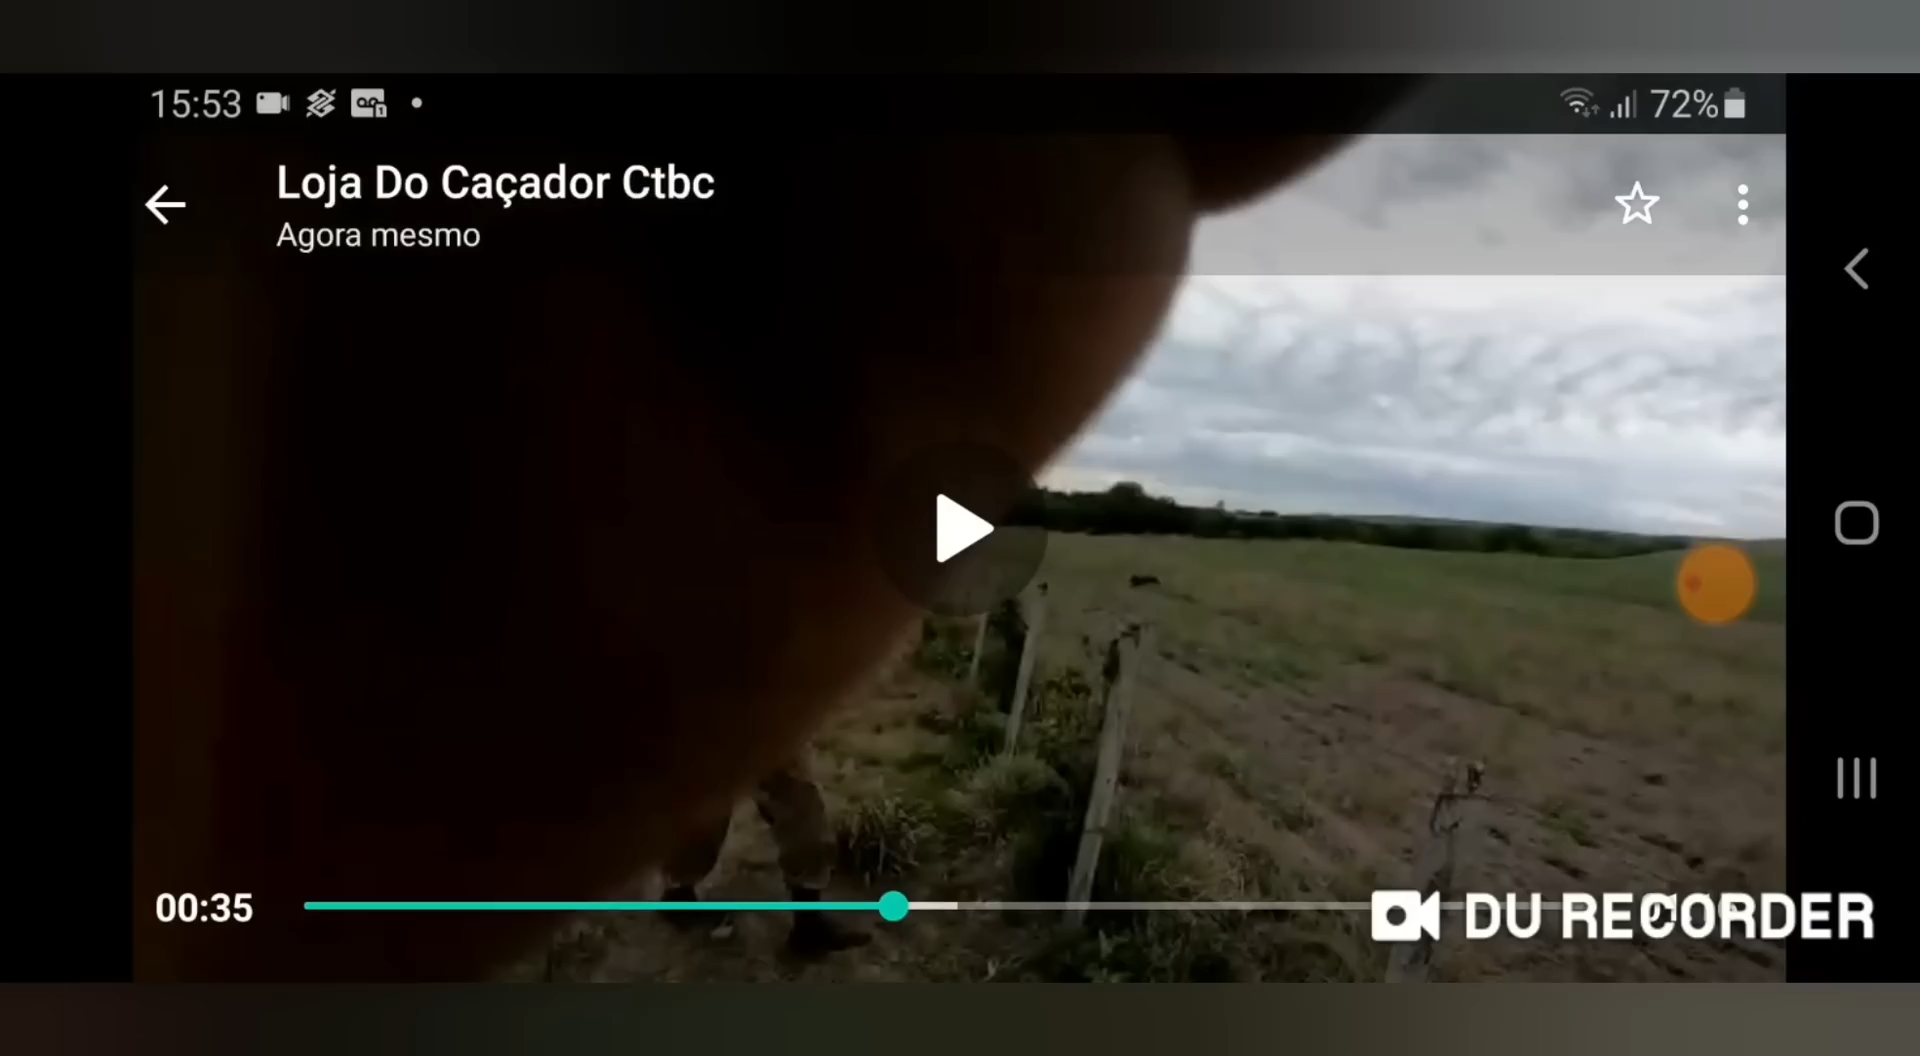 15:53
72%
Loja Do Caçador Ctbc
Agora mesmo
00:35
DU RECORDER